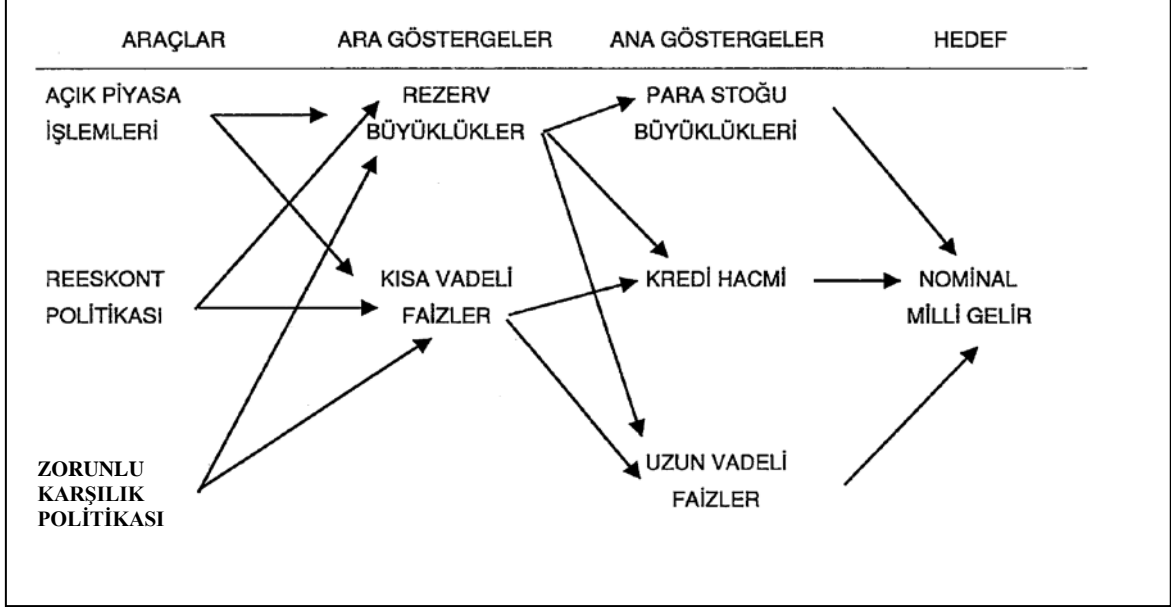 ARAÇLAR
ARA GÖSTERGELER
ANA GÖSTERGELER
HEDEF
AÇIK PİYASA
İŞLEMLERİ
REZERV
BÜYÜKLÜKLER
PARA STOĞU
BÜYÜKLÜKLERİ
REESKONT
POLİTİKASI
KISA VADELİ
FAİZLER
KREDİ HACMİ
NOMİNAL
MİLLİ GELİR
ZORUNLU
KARŞILIK
POLİTİKASI
UZUN VADELİ
FAİZLER